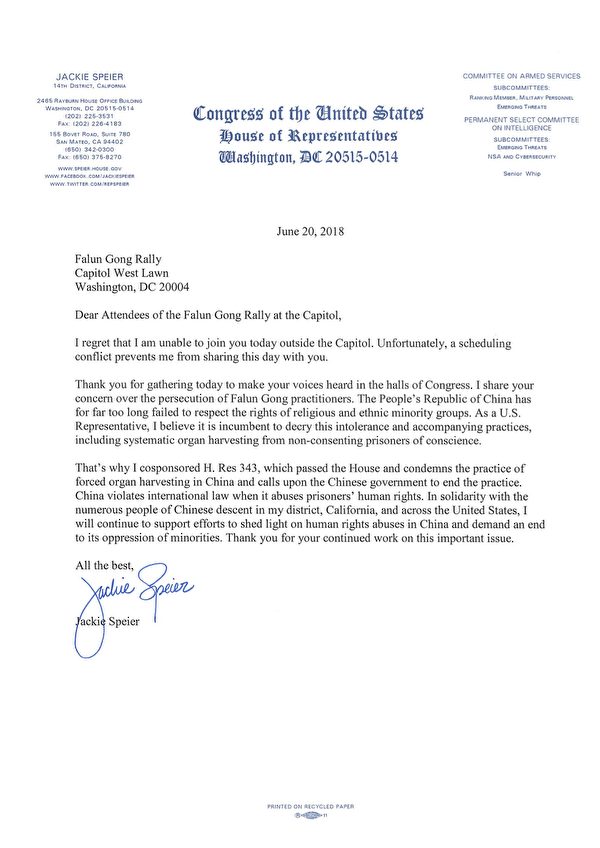 JACKIE SPEIER
14TH DISTRICT, CALIFORNIA
2465 RAYBURN HOUSE OFFICE BUILDING
WASHINGTON, DC 20515-0514
(202) 225-3531
FAX: (202) 226-4183
155 BOVET ROAD, SUITE 780
SAN MATEO, CA 94402
(650) 342-0300
FAX: (650) 375-8270
WWW.SPEIER.HOUSE.GOV
WWW.FACEBOOK.COM/JACKIESPEIER
WWW.TWITTER.COM/REPSPEIER
Congress of the United States
House of Representatives
Washington, DC 20515-0514
COMMITTEE ON ARMED SERVICES
SUBCOMMITTEES:
RANKING MEMBER, MILITARY PERSONNEL
EMERGING THREATS
PERMANENT SELECT COMMITTEE
ON INTELLIGENCE
SUBCOMMITTEES:
EMERGING THREATS
NSA AND CYBERSECURITY
Senior Whip
June 20, 2018
Falun Gong Rally
Capitol West Lawn
Washington, DC 20004
Dear Attendees of the Falun Gong Rally at the Capitol,
I regret that I am unable to join you today outside the Capitol. Unfortunately, a scheduling
conflict prevents me from sharing this day with you.
Thank you for gathering today to make your voices heard in the halls of Congress. I share your
concern over the persecution of Falun Gong practitioners. The People's Republic of China has
for far too long failed to respect the rights of religious and ethnic minority groups. As a U.S.
Representative, I believe it is incumbent to decry this intolerance and accompanying practices,
including systematic organ harvesting from non-consenting prisoners of conscience.
That's why I cosponsored H. Res 343, which passed the House and condemns the practice of
forced organ harvesting in China and calls upon the Chinese government to end the practice.
China violates international law when it abuses prisoners' human rights. In solidarity with the
numerous people of Chinese descent in my district, California, and across the United States, I
will continue to support efforts to shed light on human rights abuses in China and demand an end
to its oppression of minorities. Thank you for your continued work on this important issue.
All the best,
Jackie Speier
Jackie Speier
PRINTED ON RECYCLED PAPER
11